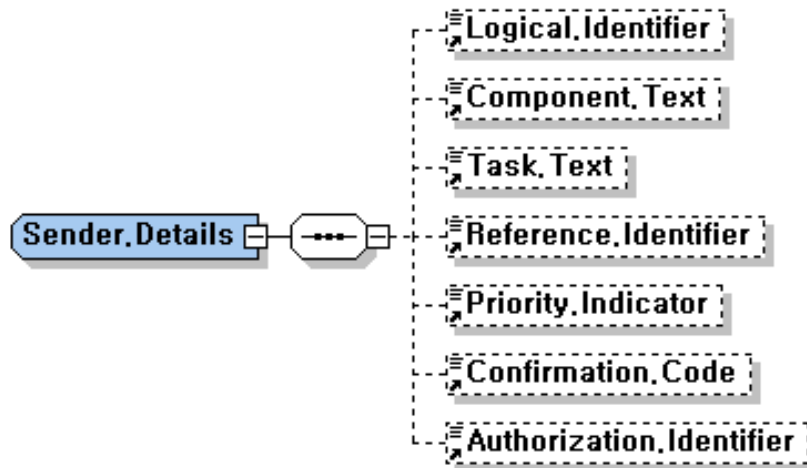 Logical.Identifier
Component.Text
Task.Text
Sender.Details
Reference.Identifier
Priority.Indicator
Confirmation.Code
Authorization.Identifier